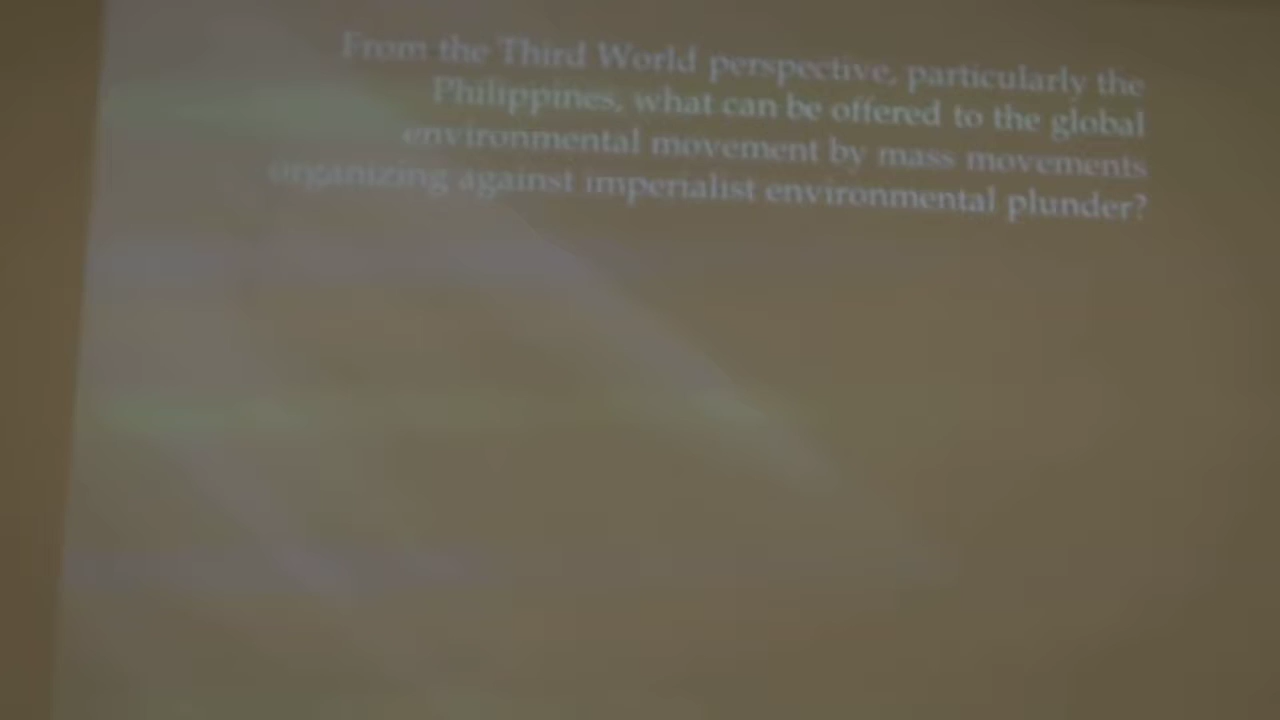 From the Third World perspective, particularly the
Philippines, what can be offered to the global
environmental movement by mass movements
organizing against imperialist environmental plunder?